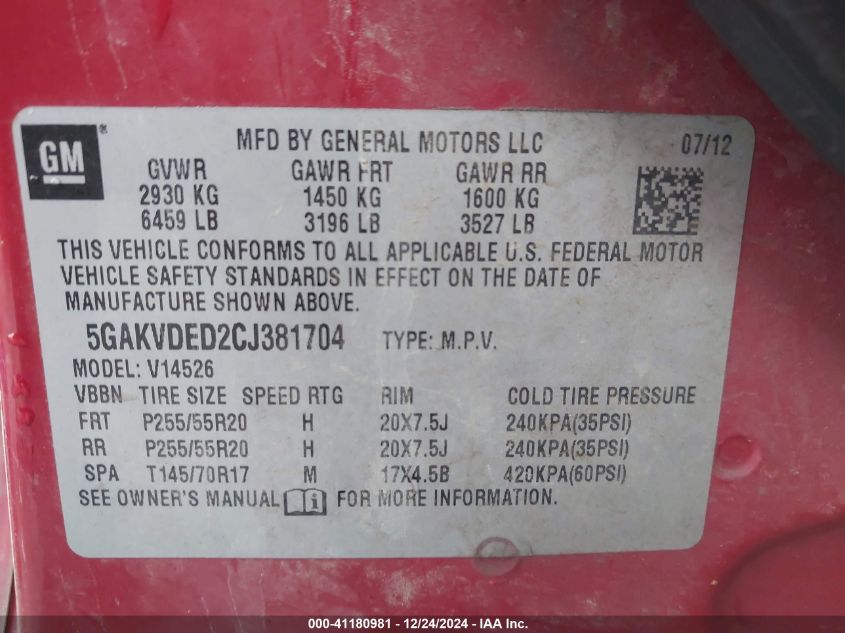 GM® MFD BY GENERAL MOTORS LLC 07/12
GVWR GAWR FRT GAWR RR
2930 KG 1450 KG 1600 KG
6459 LB 3196 LB 3527 LB
THIS VEHICLE CONFORMS TO ALL APPLICABLE U.S. FEDERAL MOTOR
VEHICLE SAFETY STANDARDS IN EFFECT ON THE DATE OF
MANUFACTURE SHOWN ABOVE.
5GAKVDED2CJ381704 TYPE: M.P.V.
MODEL: V14526
VBBN TIRE SIZE SPEED RTG RIM COLD TIRE PRESSURE
FRT P255/55R20 H 20X7.5J 240KPA(35PSI)
RR P255/55R20 H 20X7.5J 240KPA(35PSI)
SPA T145/70R17 M 17X4.5B 420KPA(60PSI)
SEE OWNER'S MANUAL i FOR MORE INFORMATION.
000-41180981 - 12/24/2024 - IAA Inc.